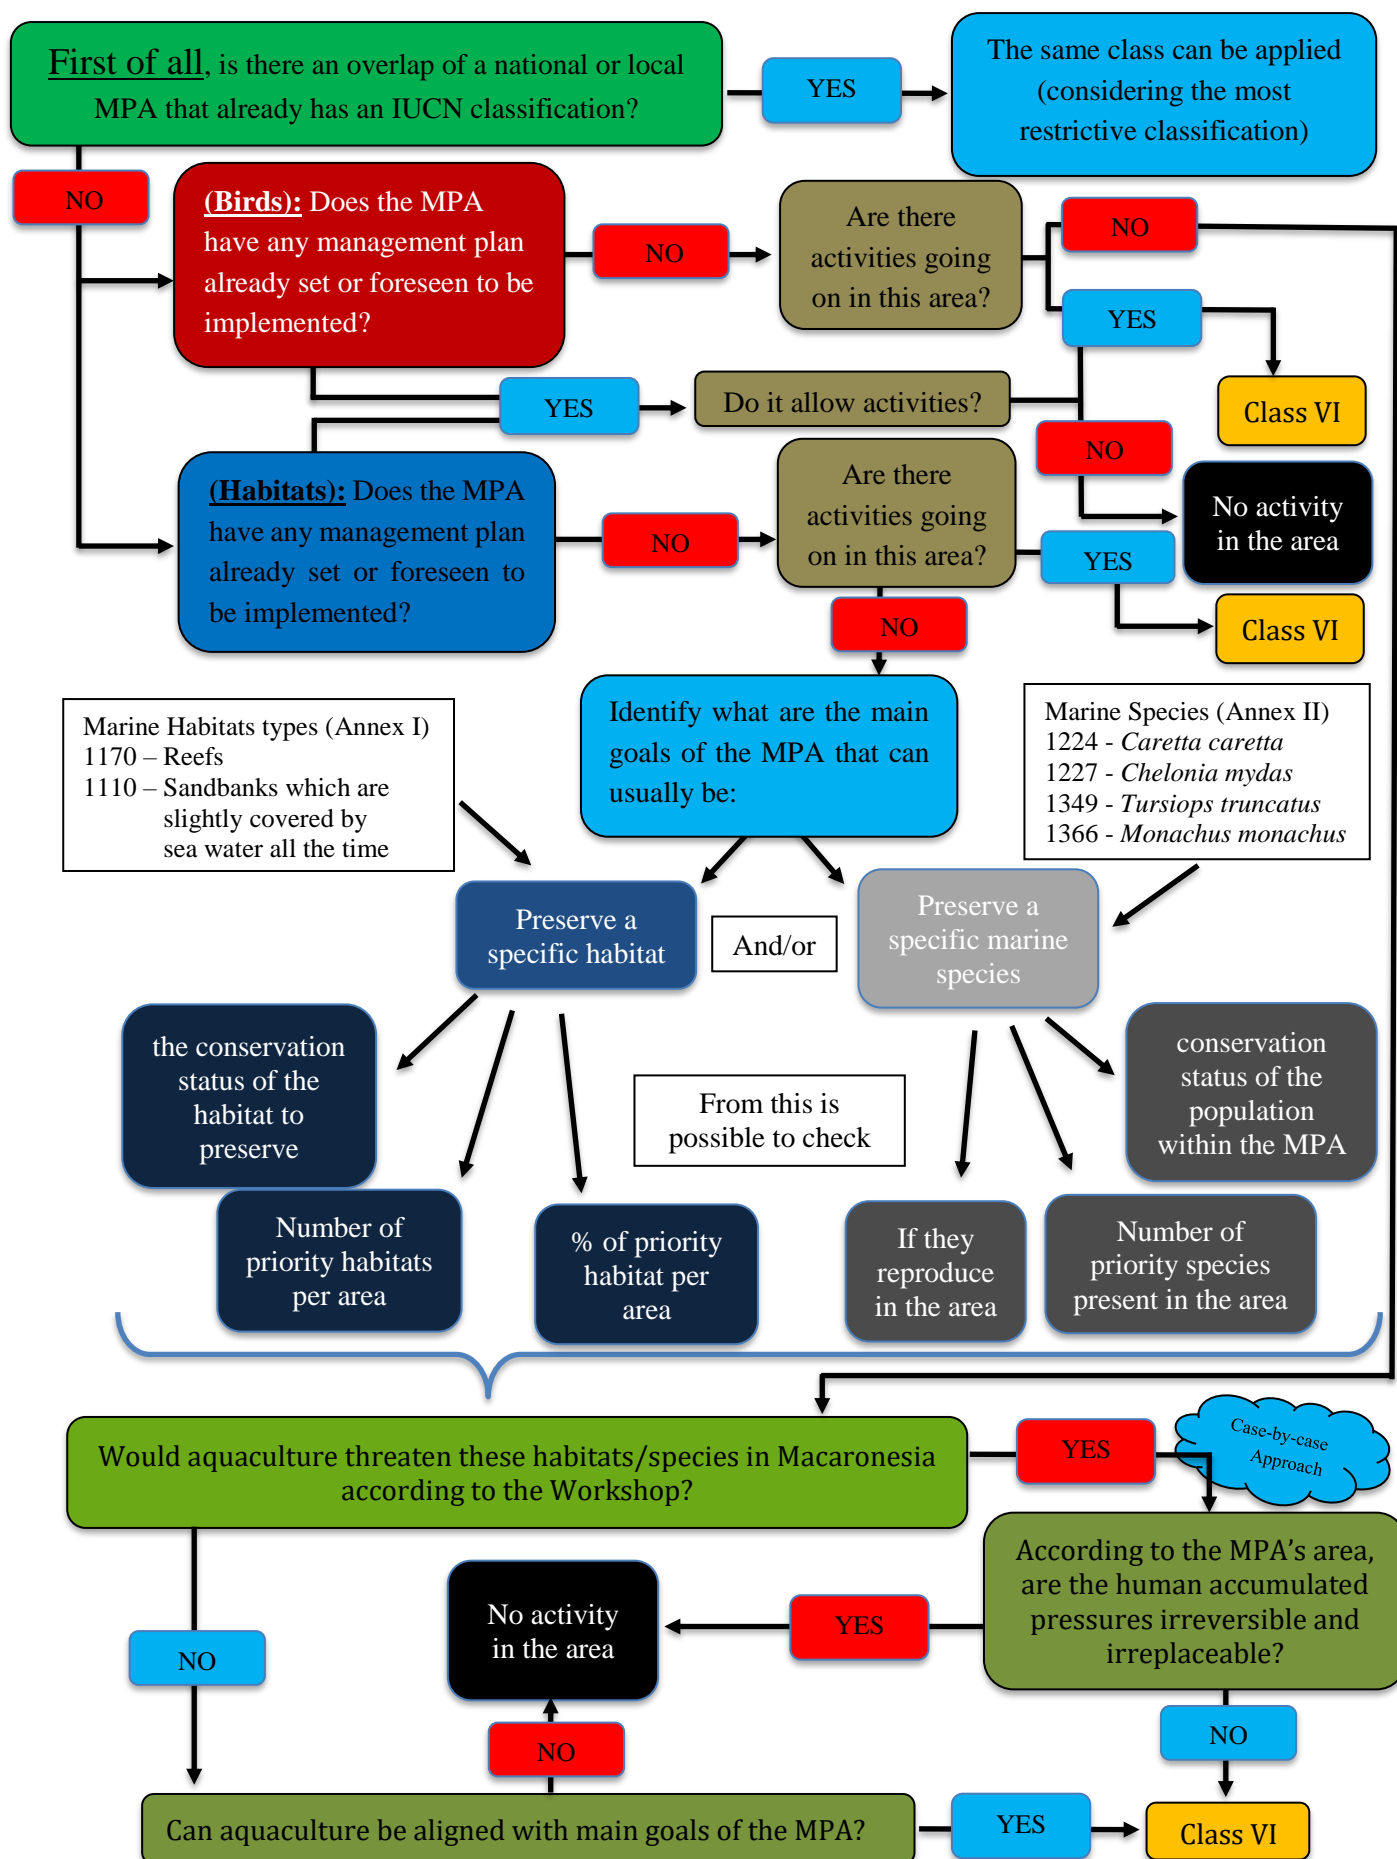 First of all, is there an overlap of a national or local
MPA that already has an IUCN classification?
YES
The same class can be applied
(considering the most
restrictive classification)
NO
(Birds): Does the MPA
have any management plan
already set or foreseen to be
implemented?
NO
Are there
activities going
on in this area?
NO
YES
Class VI
YES
Do it allow activities?
NO
No activity
in the area
(Habitats): Does the MPA
have any management plan
already set or foreseen to
be implemented?
NO
Are there
activities going
on in this area?
YES
Class VI
NO
Identify what are the main
goals of the MPA that can
usually be:
Marine Habitats types (Annex I)
1170 – Reefs
1110 – Sandbanks which are
slightly covered by
sea water all the time
Marine Species (Annex II)
1224 - Caretta caretta
1227 - Chelonia mydas
1349 - Tursiops truncatus
1366 - Monachus monachus
Preserve a
specific habitat
And/or
Preserve a
specific marine
species
the conservation
status of the
habitat to
preserve
From this is
possible to check
conservation
status of the
population
within the MPA
Number of
priority habitats
per area
% of priority
habitat per
area
If they
reproduce
in the area
Number of
priority species
present in the area
Would aquaculture threaten these habitats/species in Macaronesia
according to the Workshop?
YES
Case-by-case
Approach
According to the MPA’s area,
are the human accumulated
pressures irreversible and
irreplaceable?
YES
No activity
in the area
NO
NO
NO
Can aquaculture be aligned with main goals of the MPA?
YES
Class VI